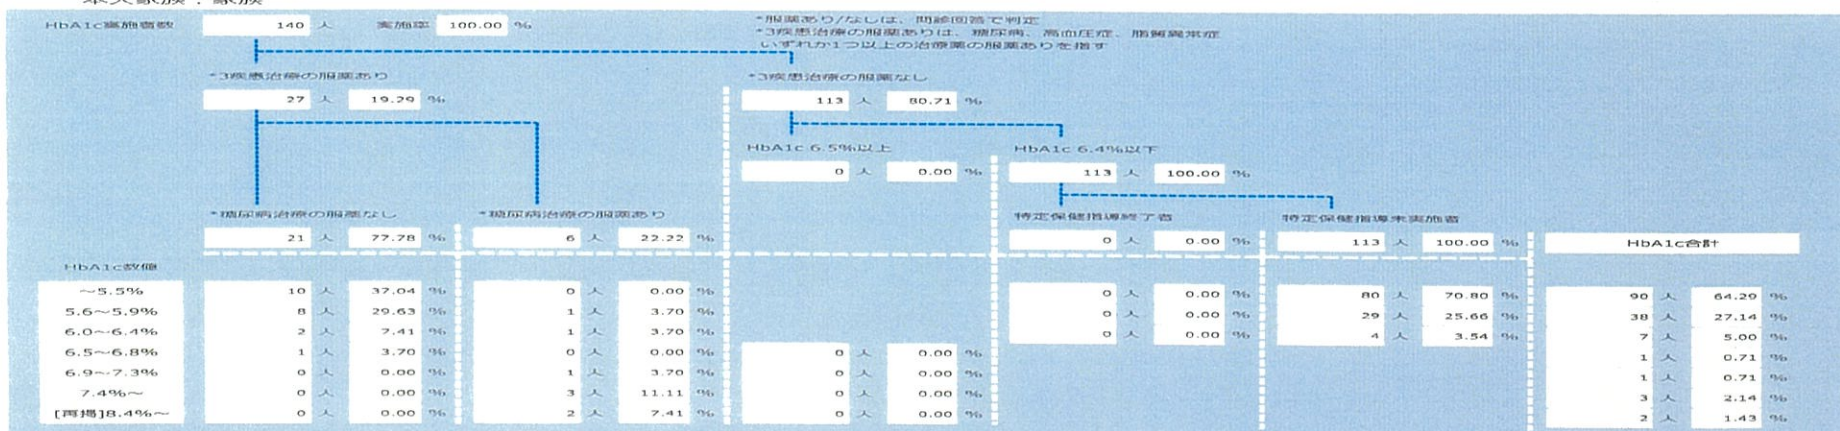 本人家族：家族
HbA1c実施者数 140 人 実施率 100.00 %
*服薬あり/なしは、問診回答で判定
*3疾患治療の服薬ありは、糖尿病、高血圧症、脂質異常症
いずれか1つ以上の治療薬の服薬ありを指す
*3疾患治療の服薬あり *3疾患治療の服薬なし
27 人 19.29 % 113 人 80.71 %
HbA1c 6.5%以上 HbA1c 6.4%以下
0 人 0.00 % 113 人 100.00 %
*糖尿病治療の服薬なし *糖尿病治療の服薬あり 特定保健指導終了者 特定保健指導未実施者
21 人 77.78 % 6 人 22.22 % 0 人 0.00 % 113 人 100.00 % HbA1c合計
HbA1c数値
～5.5% 10 人 37.04 % 0 人 0.00 % 0 人 0.00 % 80 人 70.80 % 90 人 64.29 %
5.6～5.9% 8 人 29.63 % 1 人 3.70 % 0 人 0.00 % 29 人 25.66 % 38 人 27.14 %
6.0～6.4% 2 人 7.41 % 1 人 3.70 % 0 人 0.00 % 4 人 3.54 % 7 人 5.00 %
6.5～6.8% 1 人 3.70 % 0 人 0.00 % 0 人 0.00 % 1 人 0.71 %
6.9～7.3% 0 人 0.00 % 1 人 3.70 % 0 人 0.00 % 1 人 0.71 %
7.4%～ 0 人 0.00 % 3 人 11.11 % 0 人 0.00 % 3 人 2.14 %
[再掲]8.4%～ 0 人 0.00 % 2 人 7.41 % 0 人 0.00 % 2 人 1.43 %